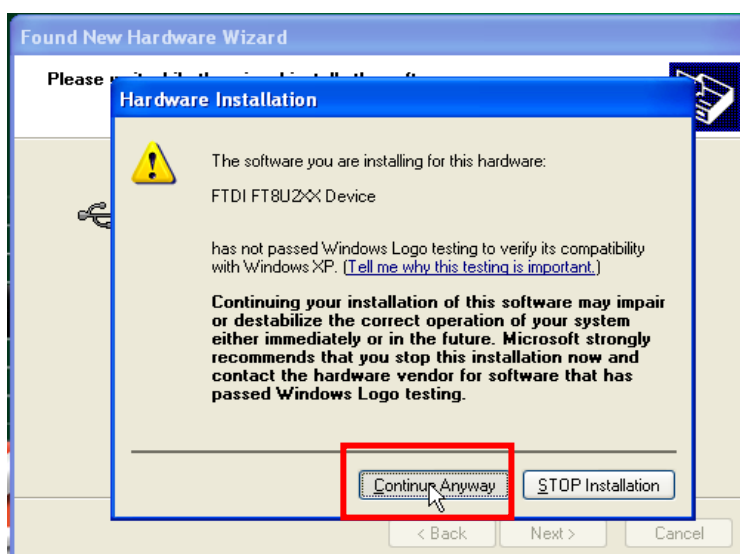 Found New Hardware Wizard
Please
Hardware Installation
The software you are installing for this hardware:
FTDI FT8U2XX Device
has not passed Windows Logo testing to verify its compatibility
with Windows XP. (Tell me why this testing is important.)
Continuing your installation of this software may impair
or destabilize the correct operation of your system
either immediately or in the future. Microsoft strongly
recommends that you stop this installation now and
contact the hardware vendor for software that has
passed Windows Logo testing.
Continue Anyway STOP Installation
< Back Next > Cancel